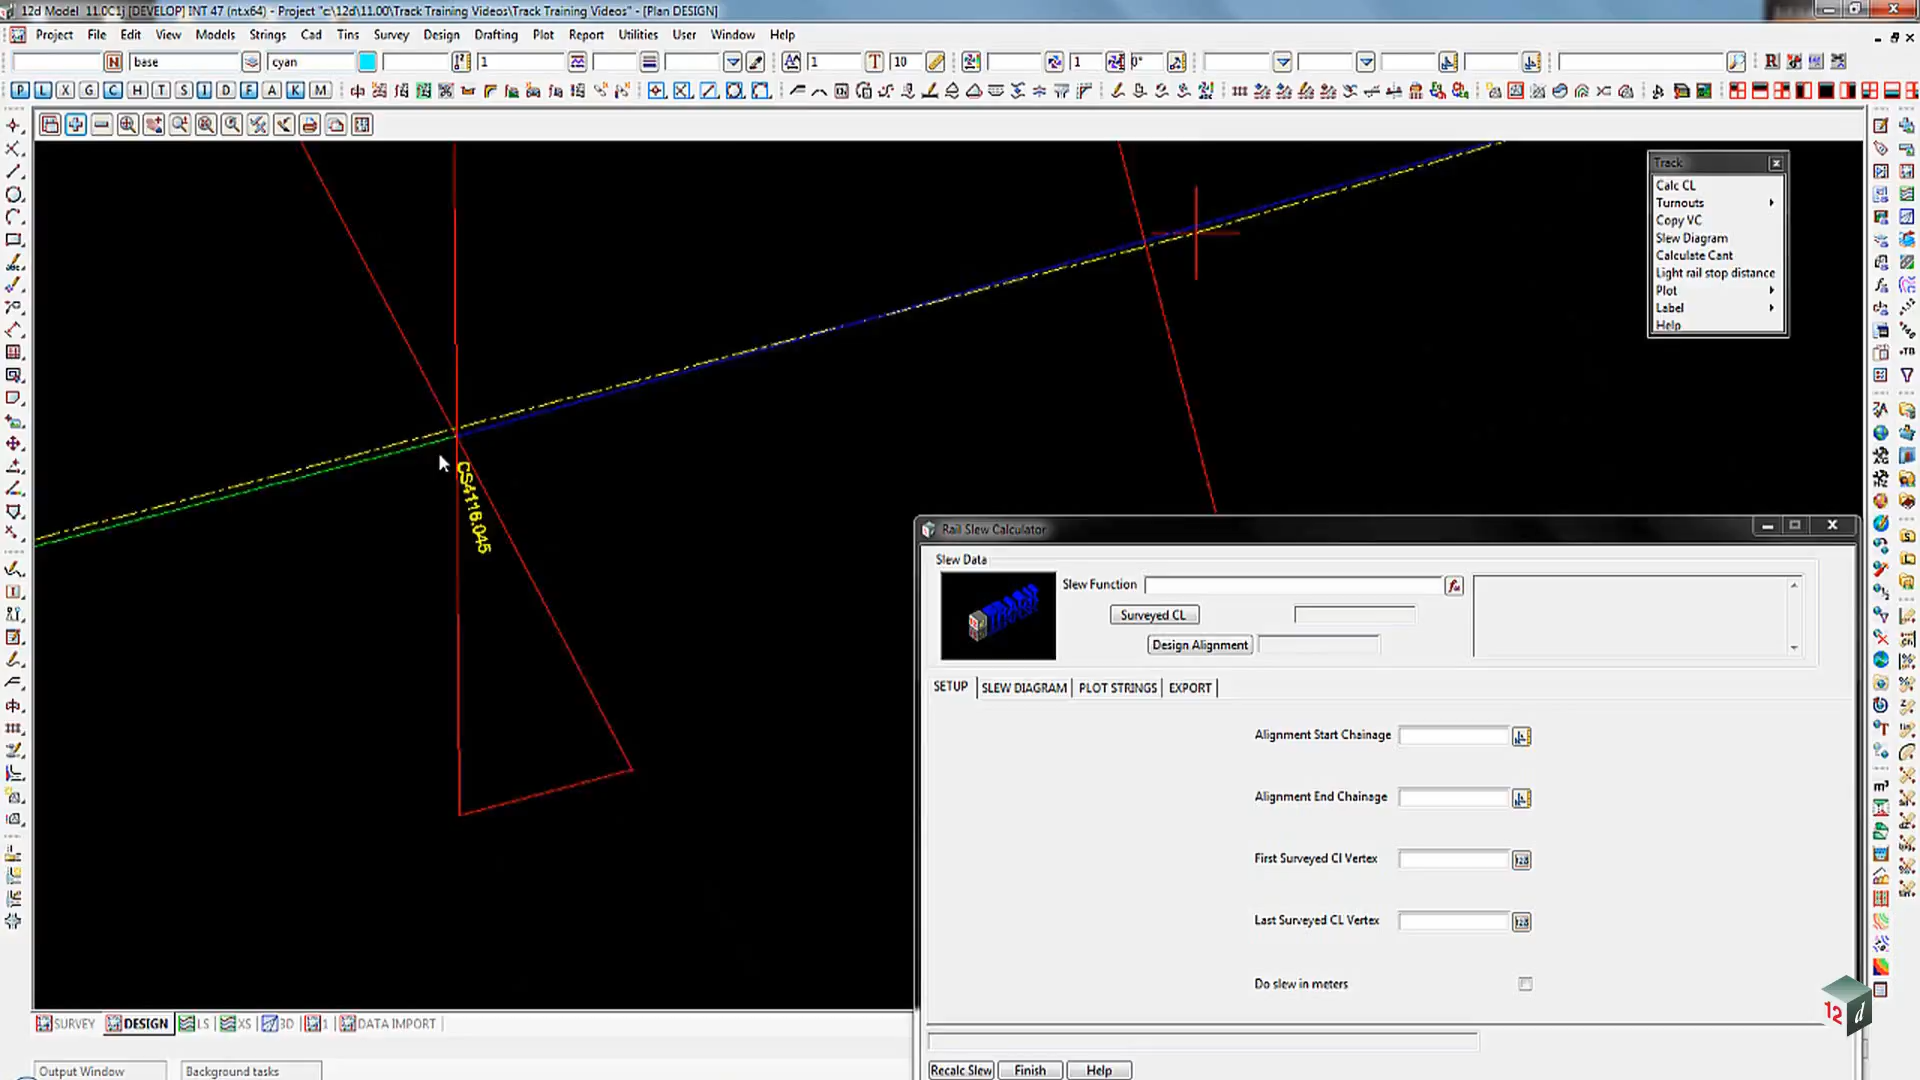 12d Model 11.0C1j [DEVELOP] INT 47 (nt.x64) - Project "c:\12d\11.00\Track Training Videos\Track Training Videos" - [Plan DESIGN]
Project File Edit View Models Strings Cad Tins Survey Design Drafting Plot Report Utilities User Window Help
base cyan 1 1 10 1 0°
P L X G C H T S I D F A K M
Track
Calc CL
Turnouts
Copy VC
Slew Diagram
Calculate Cant
Light rail stop distance
Plot
Label
Help
CS4116.045
Rail Slew Calculator
Slew Data
Slew Function
Surveyed CL
Design Alignment
SETUP SLEW DIAGRAM PLOT STRINGS EXPORT
Alignment Start Chainage
Alignment End Chainage
First Surveyed Cl Vertex
Last Surveyed CL Vertex
Do slew in meters
Recalc Slew Finish Help
SURVEY DESIGN LS XS 3D 1 DATA IMPORT
Output Window Background tasks
12d